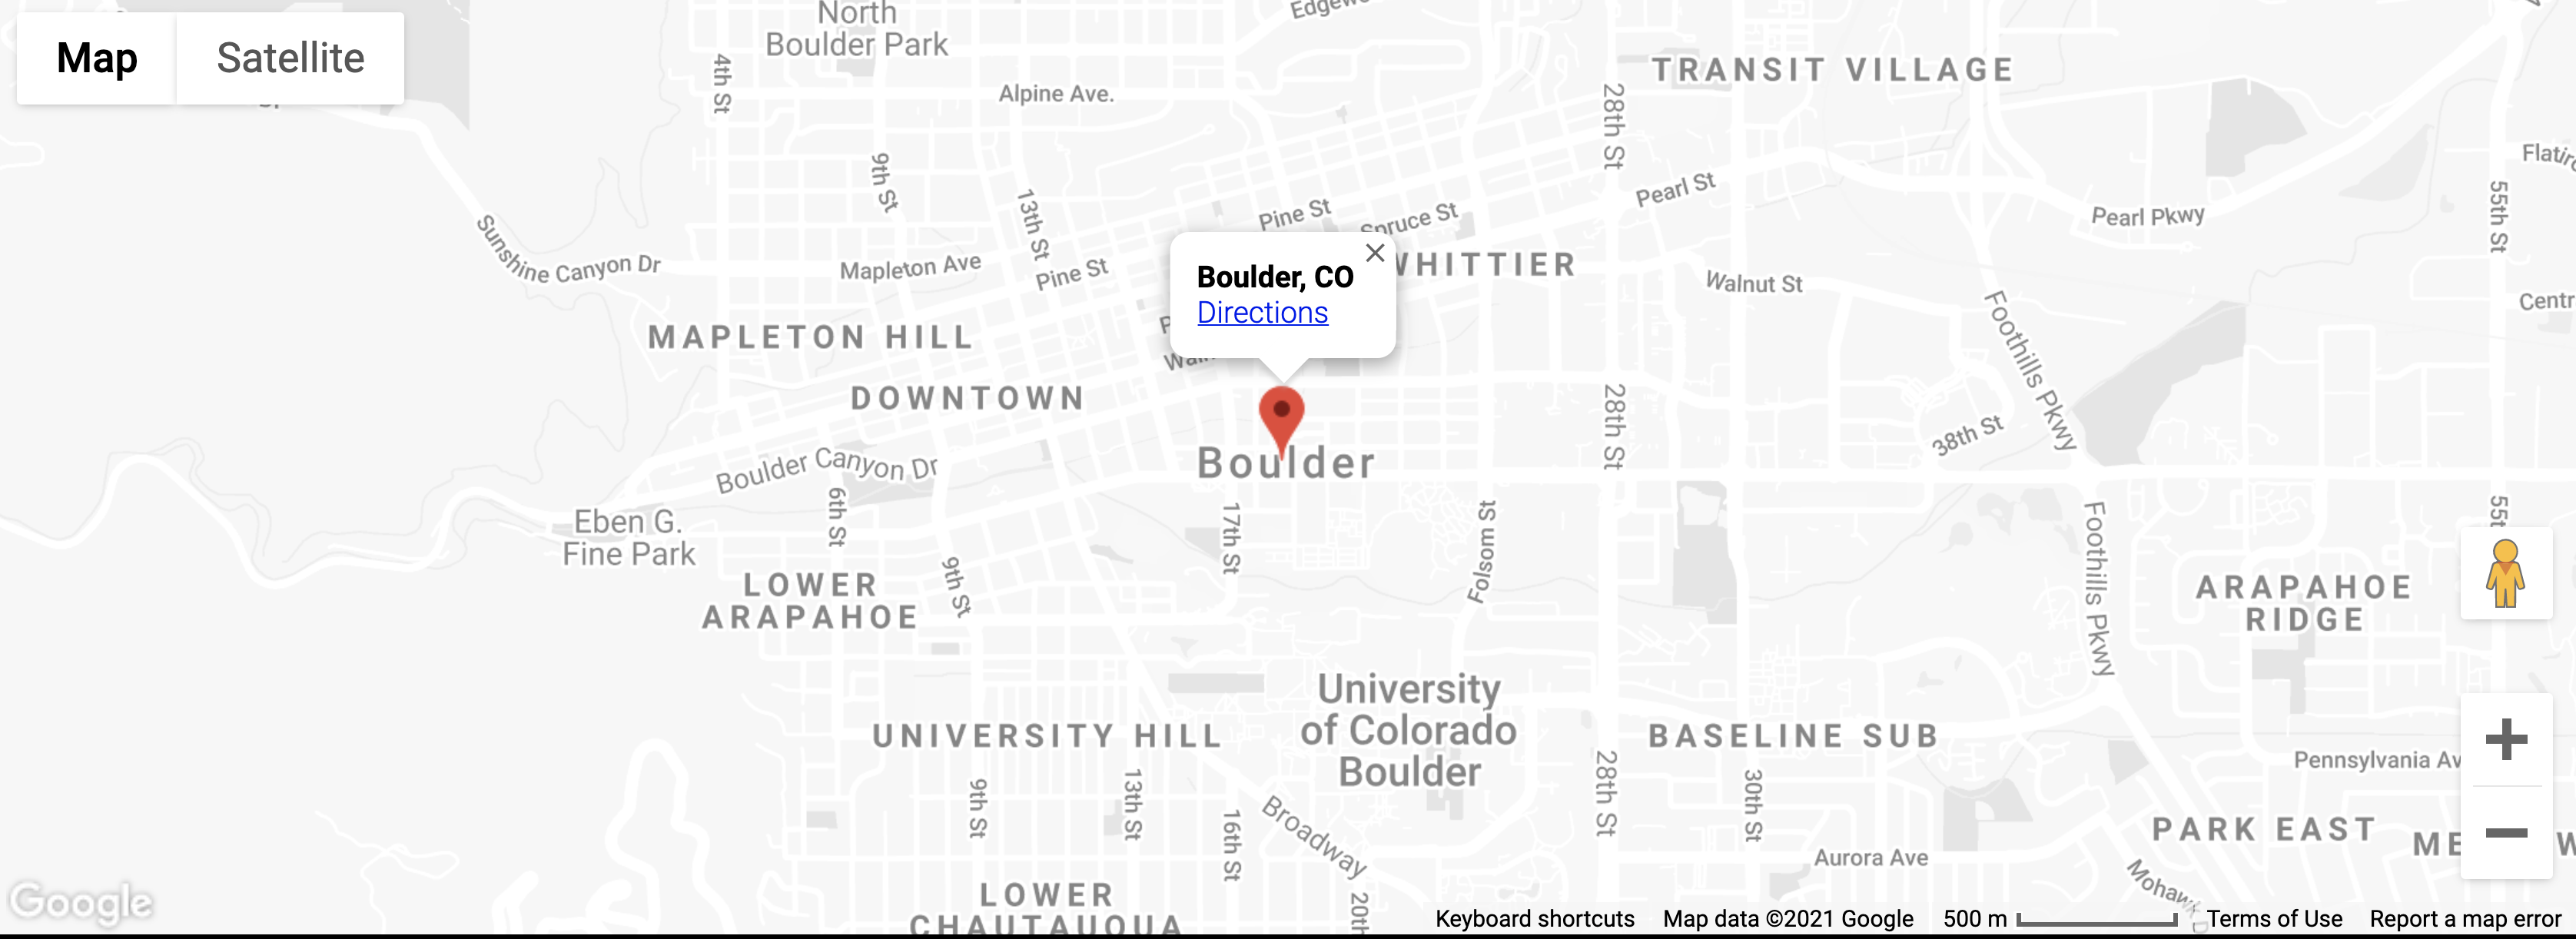 Map
Satellite
North
Boulder Park
4th St
Alpine Ave.
TRANSIT VILLAGE
28th St
9th St
13th St
Pearl St
Pine St
Spruce St
Pearl Pkwy
55th St
Sunshine Canyon Dr
Mapleton Ave
Pine St
WHITTIER
Walnut St
Boulder, CO
Directions
Foothills Pkwy
MAPLETON HILL
DOWNTOWN
28th St
38th St
Boulder Canyon Dr
Boulder
6th St
Eben G.
Fine Park
17th St
Folsom St
Foothills Pkwy
9th St
LOWER
ARAPAHOE
ARAPAHOE
RIDGE
University
of Colorado
Boulder
UNIVERSITY HILL
BASELINE SUB
Pennsylvania Av
9th St
13th St
16th St
Broadway
28th St
30th St
PARK EAST
Aurora Ave
Mohawk D
LOWER
CHAUTAUQUA
20th
Google
Keyboard shortcuts
Map data ©2021 Google
500 m
Terms of Use
Report a map error